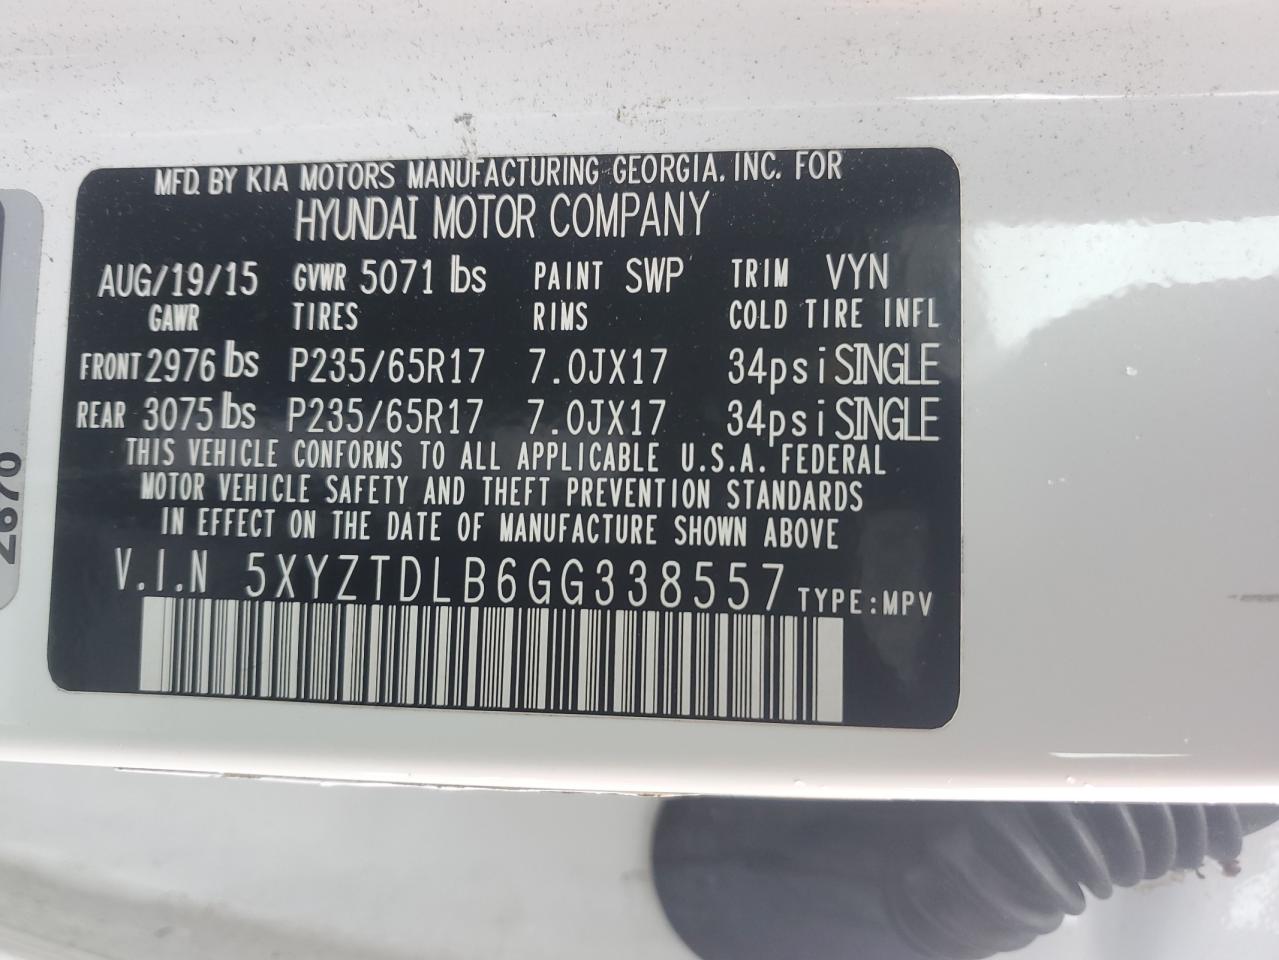 MFD. BY KIA MOTORS MANUFACTURING GEORGIA, INC. FOR
HYUNDAI MOTOR COMPANY
AUG/19/15 GVWR 5071 lbs PAINT SWP TRIM VYN
GAWR TIRES RIMS COLD TIRE INFL
FRONT 2976 lbs P235/65R17 7.0JX17 34psi SINGLE
REAR 3075 lbs P235/65R17 7.0JX17 34psi SINGLE
THIS VEHICLE CONFORMS TO ALL APPLICABLE U.S.A. FEDERAL
MOTOR VEHICLE SAFETY AND THEFT PREVENTION STANDARDS
IN EFFECT ON THE DATE OF MANUFACTURE SHOWN ABOVE
V.I.N 5XYZTDLB6GG338557 TYPE:MPV